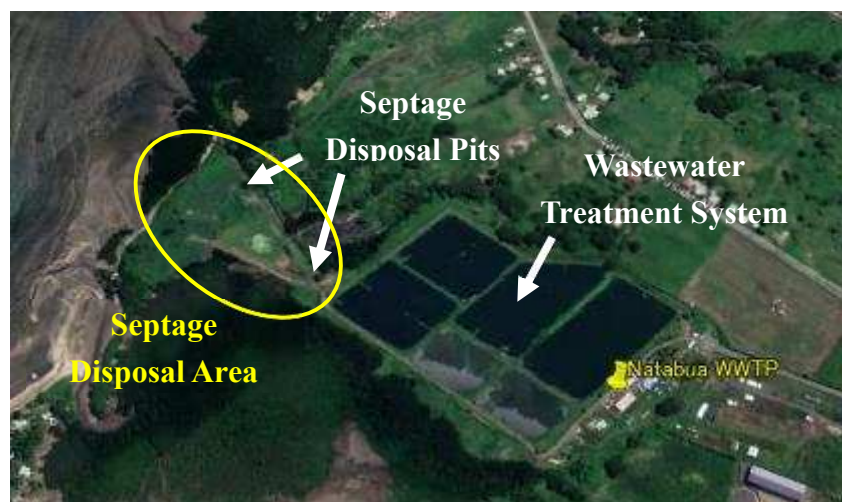 Septage
Disposal Pits
Wastewater
Treatment System
Septage
Disposal Area
Natabua WWTP